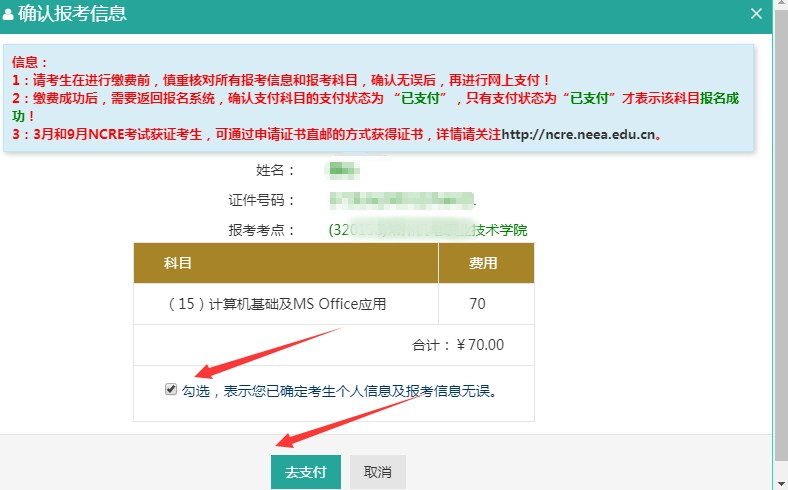 确认报考信息
信息：
1：请考生在进行缴费前，慎重核对所有报考信息和报考科目，确认无误后，再进行网上支付！
2：缴费成功后，需要返回报名系统，确认支付科目的支付状态为 “已支付”，只有支付状态为“已支付”才表示该科目报名成
功！
3：3月和9月NCRE考试获证考生，可通过申请证书直邮的方式获得证书，详情请关注http://ncre.neea.edu.cn。
姓名：
证件号码：
报考考点： (320 技术学院
科目 费用
（15）计算机基础及MS Office应用 70
合计：￥70.00
勾选，表示您已确定考生个人信息及报考信息无误。
去支付 取消